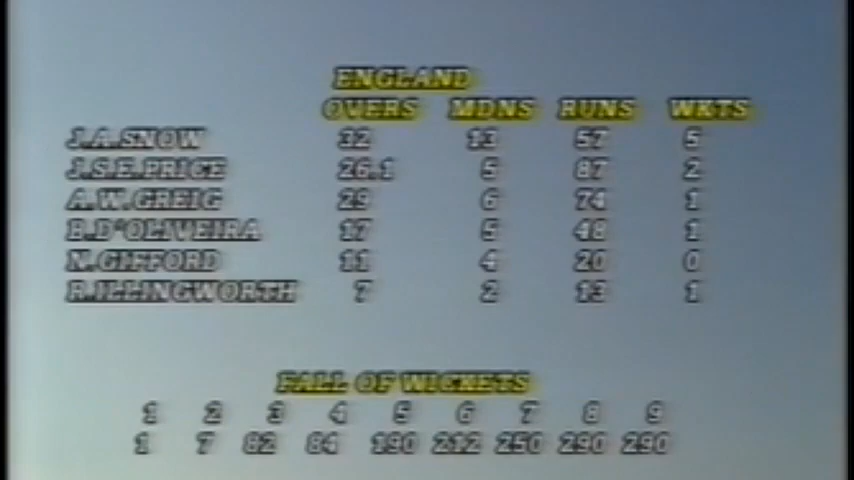 ENGLAND
OVERS MDNS RUNS WKTS
J.A.SNOW 32 13 57 5
J.S.E.PRICE 26.1 5 87 2
A.W.GREIG 29 6 74 1
B.D'OLIVEIRA 17 5 48 1
N.GIFFORD 11 4 20 0
R.ILLINGWORTH 7 2 13 1
FALL OF WICKETS
1 2 3 4 5 6 7 8 9
1 7 82 84 190 212 250 290 290